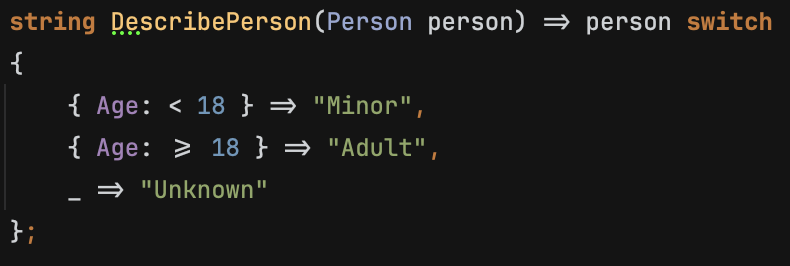 string DescribePerson(Person person) => person switch
{
{ Age: < 18 } => "Minor",
{ Age: >= 18 } => "Adult",
_ => "Unknown"
};